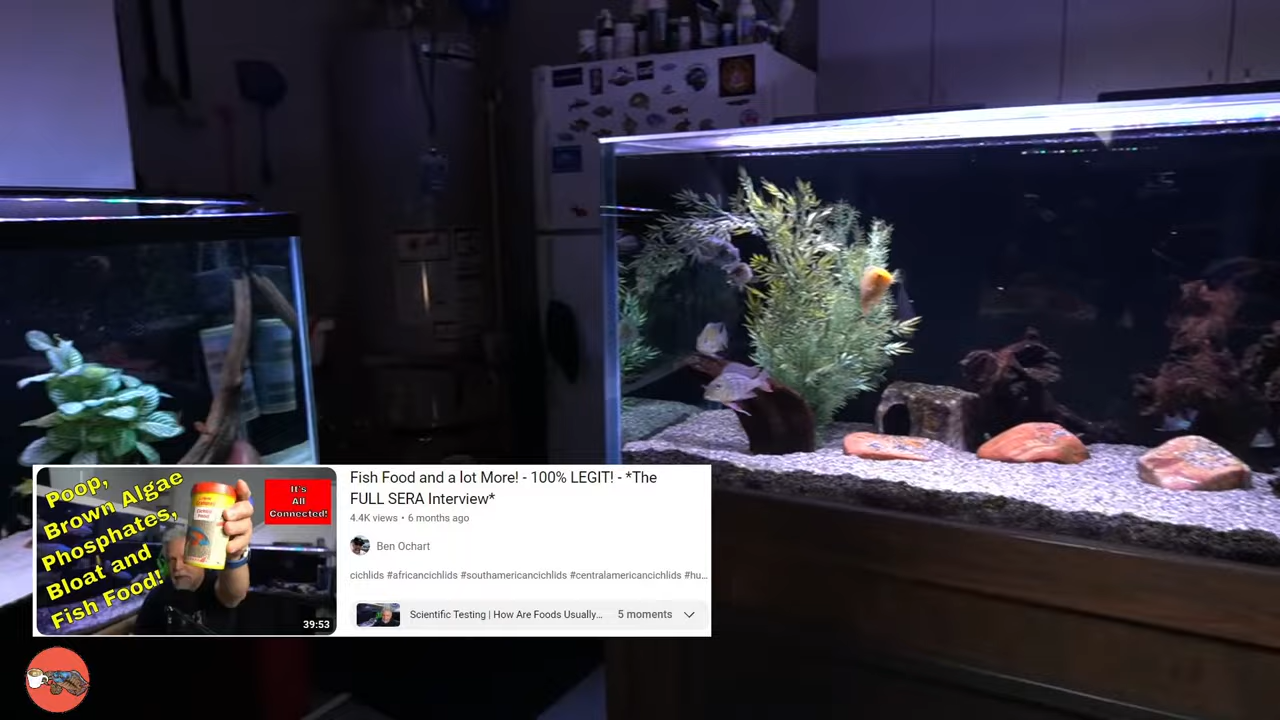 Poop,
Brown Algae
Phosphates,
Bloat and
Fish Food!
It's
All
Connected!
39:53
Fish Food and a lot More! - 100% LEGIT! - *The
FULL SERA Interview*
4.4K views • 6 months ago
Ben Ochart
cichlids #africancichlids #southamericancichlids #centralamericancichlids #hu...
Scientific Testing | How Are Foods Usually...
5 moments